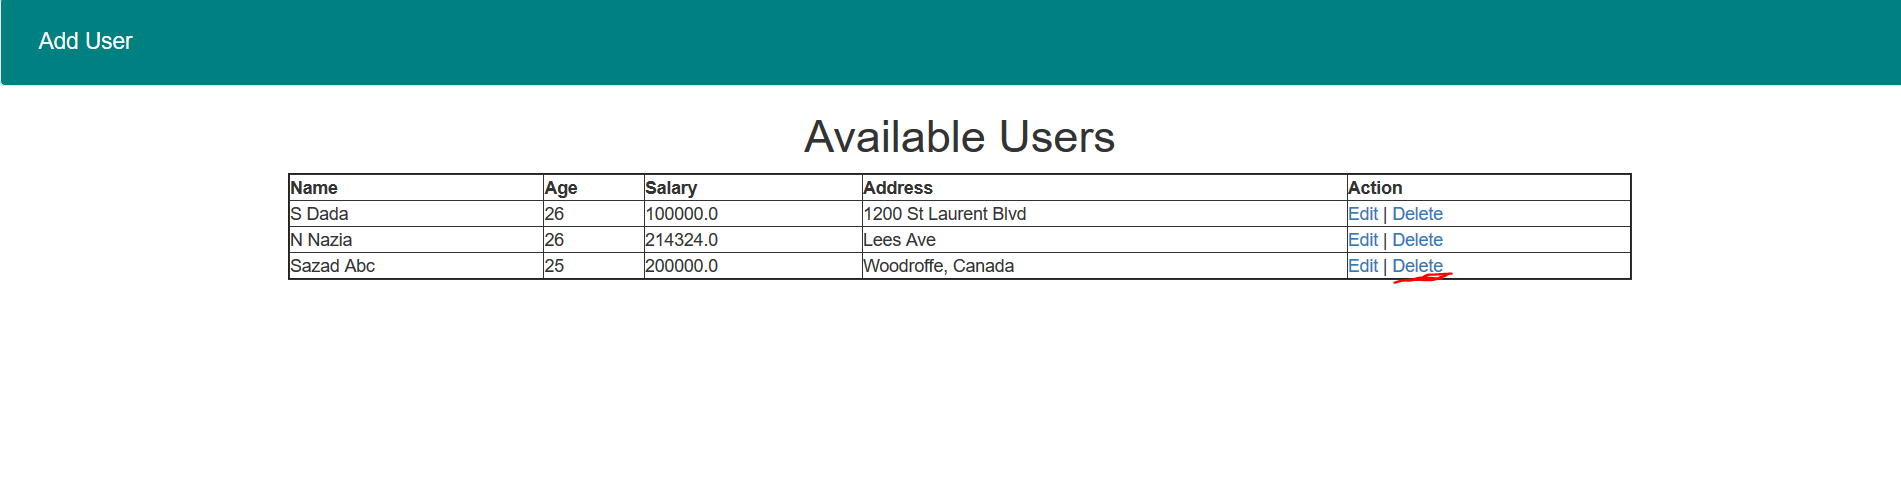 Add User
Available Users
Name Age Salary Address Action
S Dada 26 100000.0 1200 St Laurent Blvd Edit | Delete
N Nazia 26 214324.0 Lees Ave Edit | Delete
Sazad Abc 25 200000.0 Woodroffe, Canada Edit | Delete